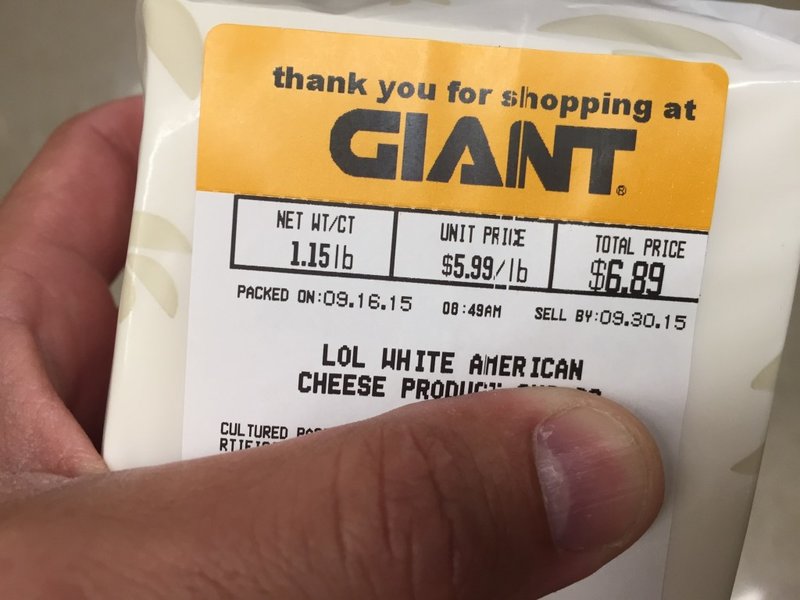 thank you for shopping at
GIANT®
NET WT/CT UNIT PRICE TOTAL PRICE
1.15lb $5.99/lb $6.89
PACKED ON:09.16.15 08:49AM SELL BY:09.30.15
LOL WHITE AMERICAN
CHEESE PRODUCT
CULTURED